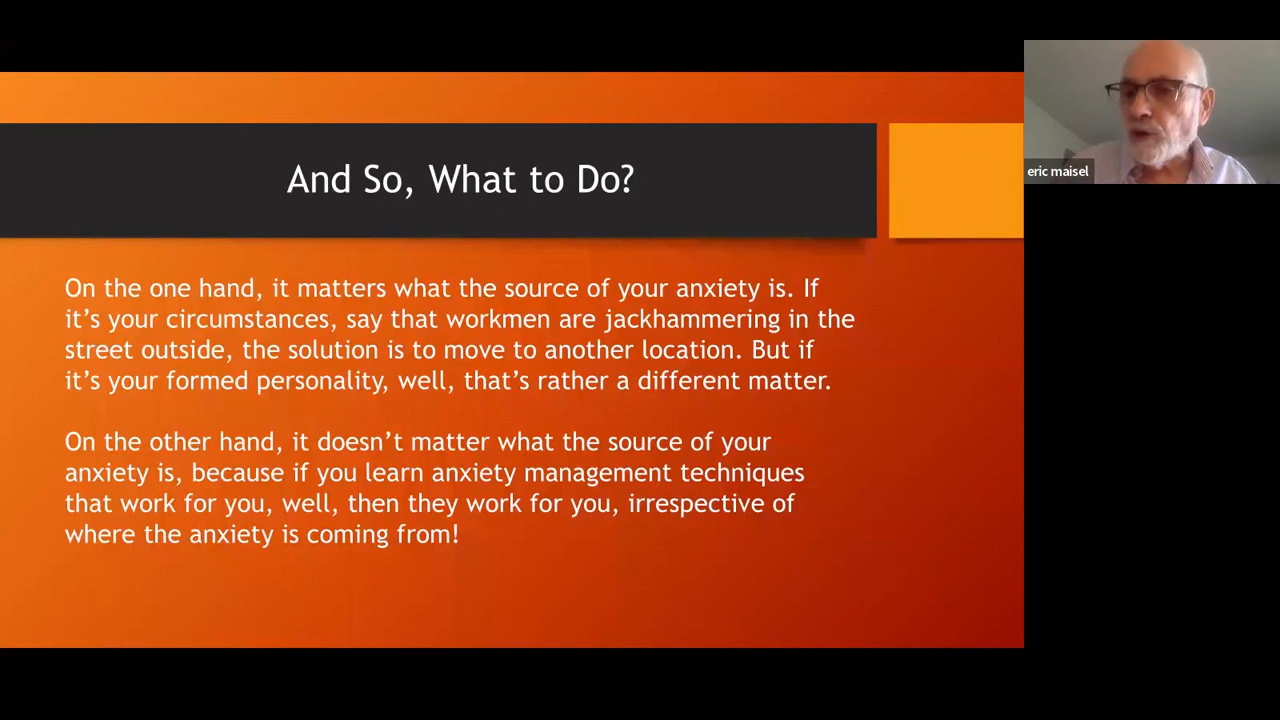 And So, What to Do?
eric maisel
On the one hand, it matters what the source of your anxiety is. If
it’s your circumstances, say that workmen are jackhammering in the
street outside, the solution is to move to another location. But if
it’s your formed personality, well, that’s rather a different matter.
On the other hand, it doesn’t matter what the source of your
anxiety is, because if you learn anxiety management techniques
that work for you, well, then they work for you, irrespective of
where the anxiety is coming from!